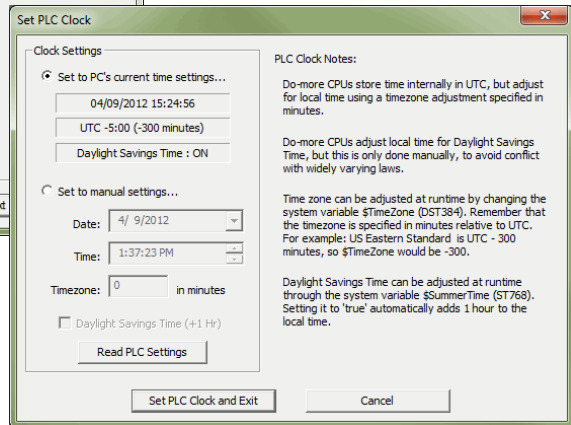 Set PLC Clock
Clock Settings
Set to PC's current time settings...
04/09/2012 15:24:56
UTC -5:00 (-300 minutes)
Daylight Savings Time : ON
Set to manual settings...
Date: 4/ 9/2012
Time: 1:37:23 PM
Timezone: 0 in minutes
Daylight Savings Time (+1 Hr)
Read PLC Settings
PLC Clock Notes:
Do-more CPUs store time internally in UTC, but adjust
for local time using a timezone adjustment specified in
minutes.
Do-more CPUs adjust local time for Daylight Savings
Time, but this is only done manually, to avoid conflict
with widely varying laws.
Time zone can be adjusted at runtime by changing the
system variable $TimeZone (DST384). Remember that
the timezone is specified in minutes relative to UTC.
For example: US Eastern Standard is UTC - 300
minutes, so $TimeZone would be -300.
Daylight Savings Time can be adjusted at runtime
through the system variable $SummerTime (ST768).
Setting it to 'true' automatically adds 1 hour to the
local time.
Set PLC Clock and Exit
Cancel